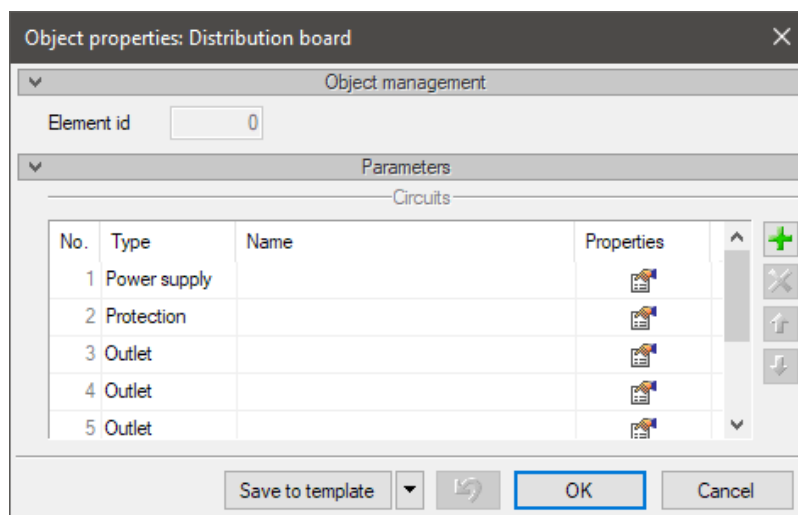 Object properties: Distribution board
Object management
Element id 0
Parameters
Circuits
No. Type Name Properties
1 Power supply
2 Protection
3 Outlet
4 Outlet
5 Outlet
Save to template OK Cancel